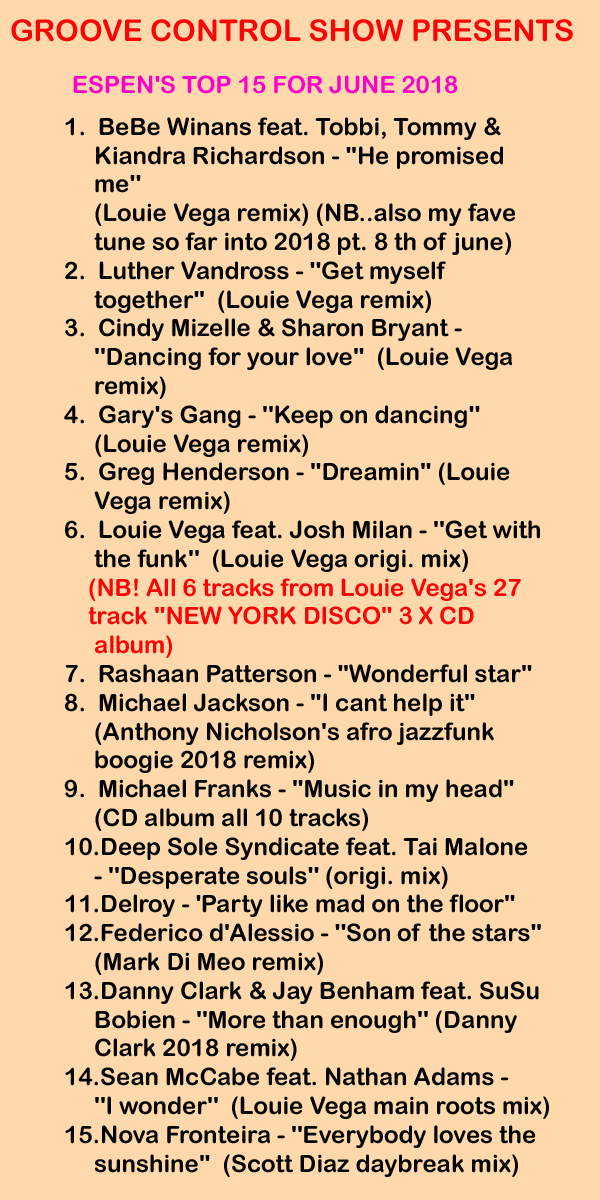 GROOVE CONTROL SHOW PRESENTS
ESPEN'S TOP 15 FOR JUNE 2018
1. BeBe Winans feat. Tobbi, Tommy &
Kiandra Richardson - "He promised
me"
(Louie Vega remix) (NB..also my fave
tune so far into 2018 pt. 8 th of june)
2. Luther Vandross - "Get myself
together" (Louie Vega remix)
3. Cindy Mizelle & Sharon Bryant -
"Dancing for your love" (Louie Vega
remix)
4. Gary's Gang - "Keep on dancing"
(Louie Vega remix)
5. Greg Henderson - "Dreamin" (Louie
Vega remix)
6. Louie Vega feat. Josh Milan - "Get with
the funk" (Louie Vega origi. mix)
(NB! All 6 tracks from Louie Vega's 27
track "NEW YORK DISCO" 3 X CD
album)
7. Rashaan Patterson - "Wonderful star"
8. Michael Jackson - "I cant help it"
(Anthony Nicholson's afro jazzfunk
boogie 2018 remix)
9. Michael Franks - "Music in my head"
(CD album all 10 tracks)
10.Deep Sole Syndicate feat. Tai Malone
- "Desperate souls" (origi. mix)
11.Delroy - 'Party like mad on the floor"
12.Federico d'Alessio - "Son of the stars"
(Mark Di Meo remix)
13.Danny Clark & Jay Benham feat. SuSu
Bobien - "More than enough" (Danny
Clark 2018 remix)
14.Sean McCabe feat. Nathan Adams -
"I wonder" (Louie Vega main roots mix)
15.Nova Fronteira - "Everybody loves the
sunshine" (Scott Diaz daybreak mix)